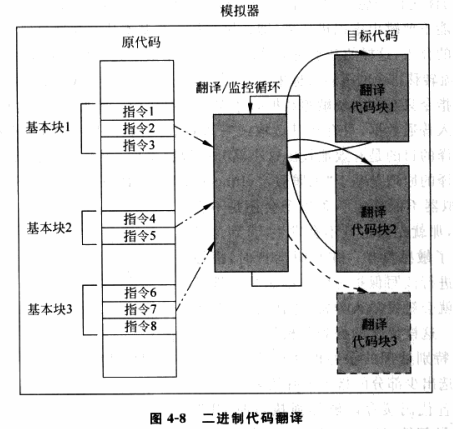 模拟器
原代码
目标代码
翻译/监控循环
基本块1
指令1
指令2
指令3
基本块2
指令4
指令5
基本块3
指令6
指令7
指令8
翻译
代码块1
翻译
代码块2
翻译
代码块3
图 4-8 二进制代码翻译